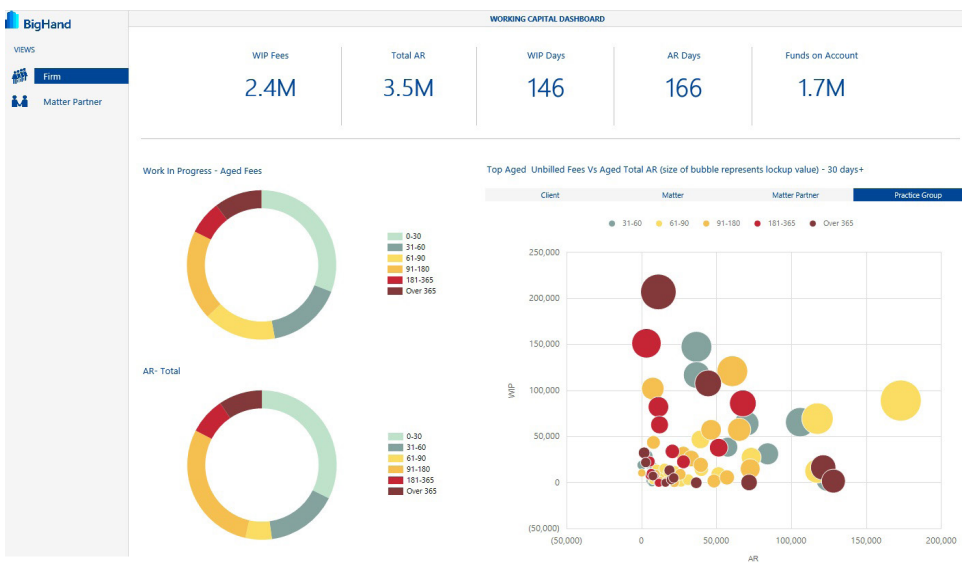 BigHand
WORKING CAPITAL DASHBOARD
VIEWS
Firm
Matter Partner
WIP Fees
Total AR
WIP Days
AR Days
Funds on Account
2.4M
3.5M
146
166
1.7M
Work In Progress - Aged Fees
0-30
31-60
61-90
91-180
181-365
Over 365
AR- Total
0-30
31-60
61-90
91-180
181-365
Over 365
Top Aged Unbilled Fees Vs Aged Total AR (size of bubble represents lockup value) - 30 days+
Client
Matter
Matter Partner
Practice Group
31-60
61-90
91-180
181-365
Over 365
250,000
200,000
150,000
100,000
50,000
0
(50,000)
WIP
(50,000)
0
50,000
100,000
150,000
200,000
AR